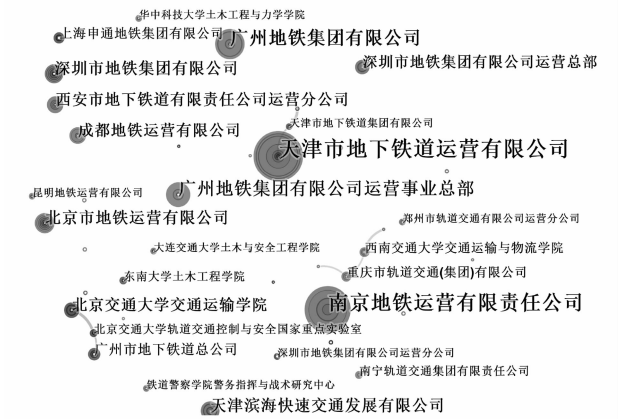 华中科技大学土木工程与力学学院
上海申通地铁集团有限公司
广州地铁集团有限公司
深圳市地铁集团有限公司
深圳市地铁集团有限公司运营总部
西安市地下铁道有限责任公司运营分公司
天津市地下铁道集团有限公司
成都地铁运营有限公司
天津市地下铁道运营有限公司
昆明地铁运营有限公司
广州地铁集团有限公司运营事业总部
北京市地铁运营有限公司
郑州市轨道交通有限公司运营分公司
大连交通大学土木与安全工程学院
西南交通大学交通运输与物流学院
东南大学土木工程学院
重庆市轨道交通(集团)有限公司
北京交通大学交通运输学院
南京地铁运营有限责任公司
北京交通大学轨道交通控制与安全国家重点实验室
广州市地下铁道总公司
深圳市地铁集团有限公司运营分公司
南宁轨道交通集团有限责任公司
铁道警察学院警务指挥与战术研究中心
天津滨海快速交通发展有限公司